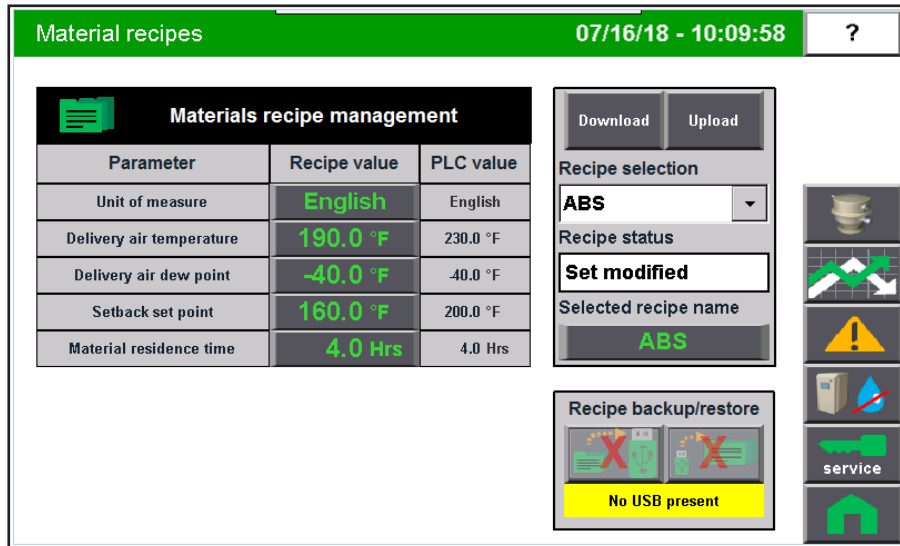 Material recipes 07/16/18 - 10:09:58 ?
Materials recipe management
Parameter Recipe value PLC value
Unit of measure English English
Delivery air temperature 190.0 °F 230.0 °F
Delivery air dew point -40.0 °F -40.0 °F
Setback set point 160.0 °F 200.0 °F
Material residence time 4.0 Hrs 4.0 Hrs
Download Upload
Recipe selection
ABS
Recipe status
Set modified
Selected recipe name
ABS
Recipe backup/restore
X X
No USB present
service